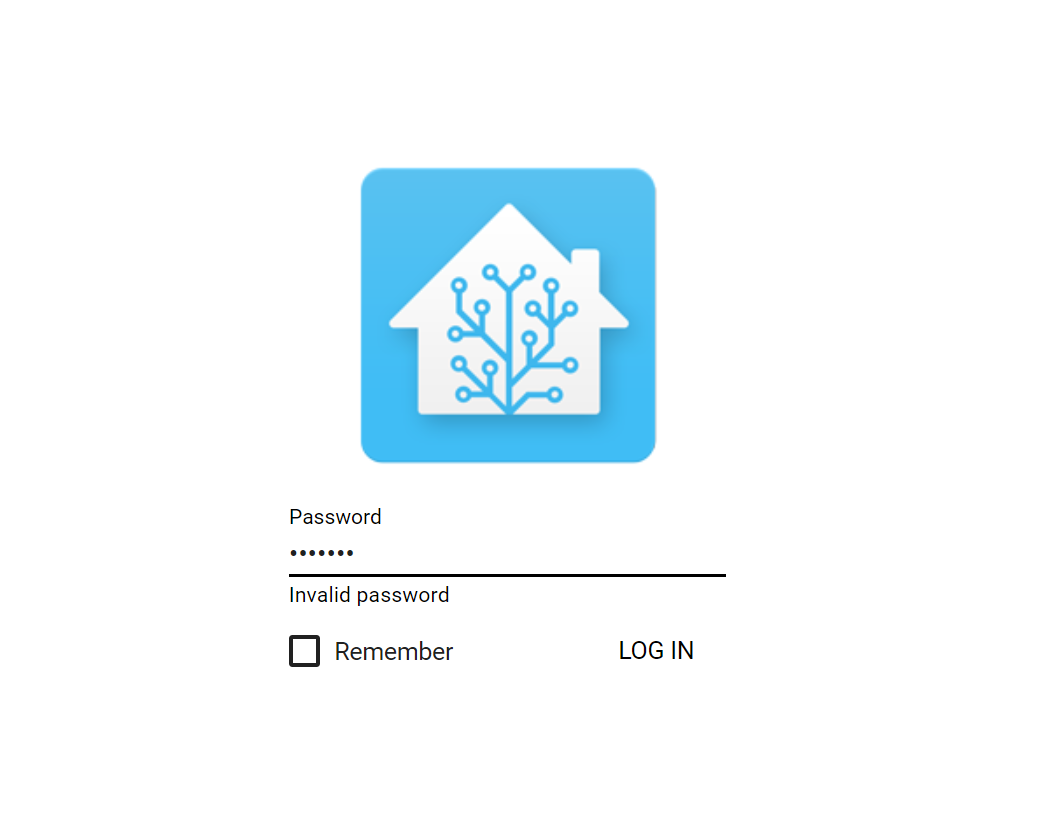 Password
•••••••
Invalid password
Remember
LOG IN